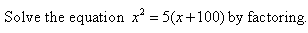 Solve the equation x² = 5(x+100) by factoring.